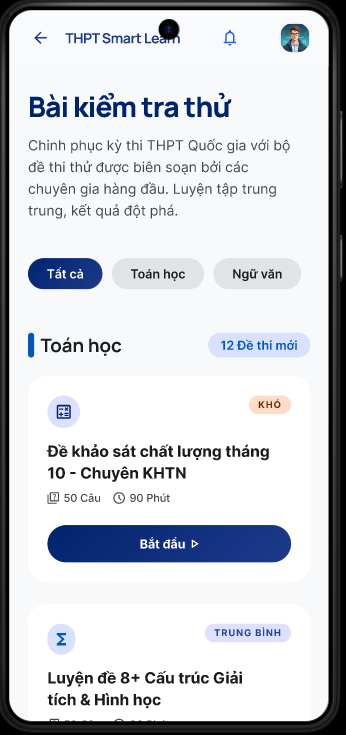 THPT Smart Learn
Bài kiểm tra thử
Chinh phục kỳ thi THPT Quốc gia với bộ
đề thi thử được biên soạn bởi các
chuyên gia hàng đầu. Luyện tập trung
trung, kết quả đột phá.
Tất cả Toán học Ngữ văn
Toán học 12 Đề thi mới
KHÓ
Đề khảo sát chất lượng tháng
10 - Chuyên KHTN
50 Câu 90 Phút
Bắt đầu
TRUNG BÌNH
Luyện đề 8+ Cấu trúc Giải
tích & Hình học